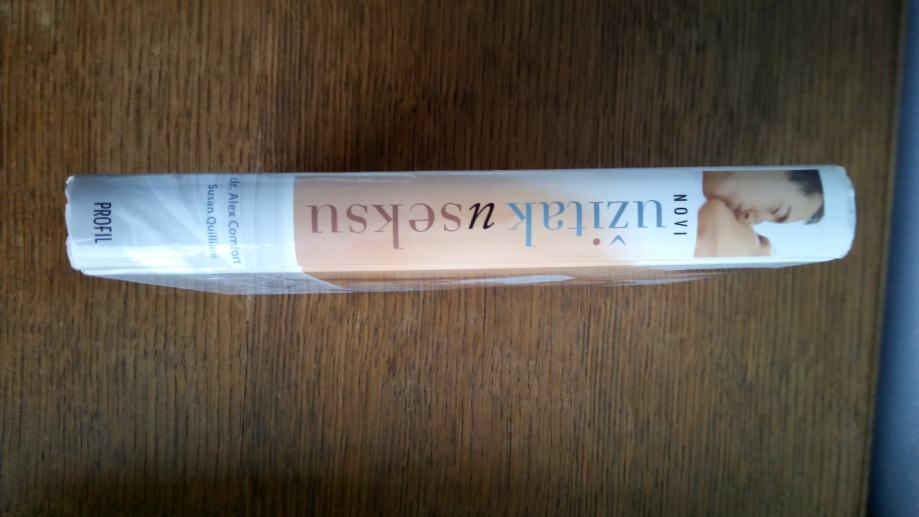 NOVI
užitak u seksu
dr. Alex Comfort
Susan Quilliam
PROFIL